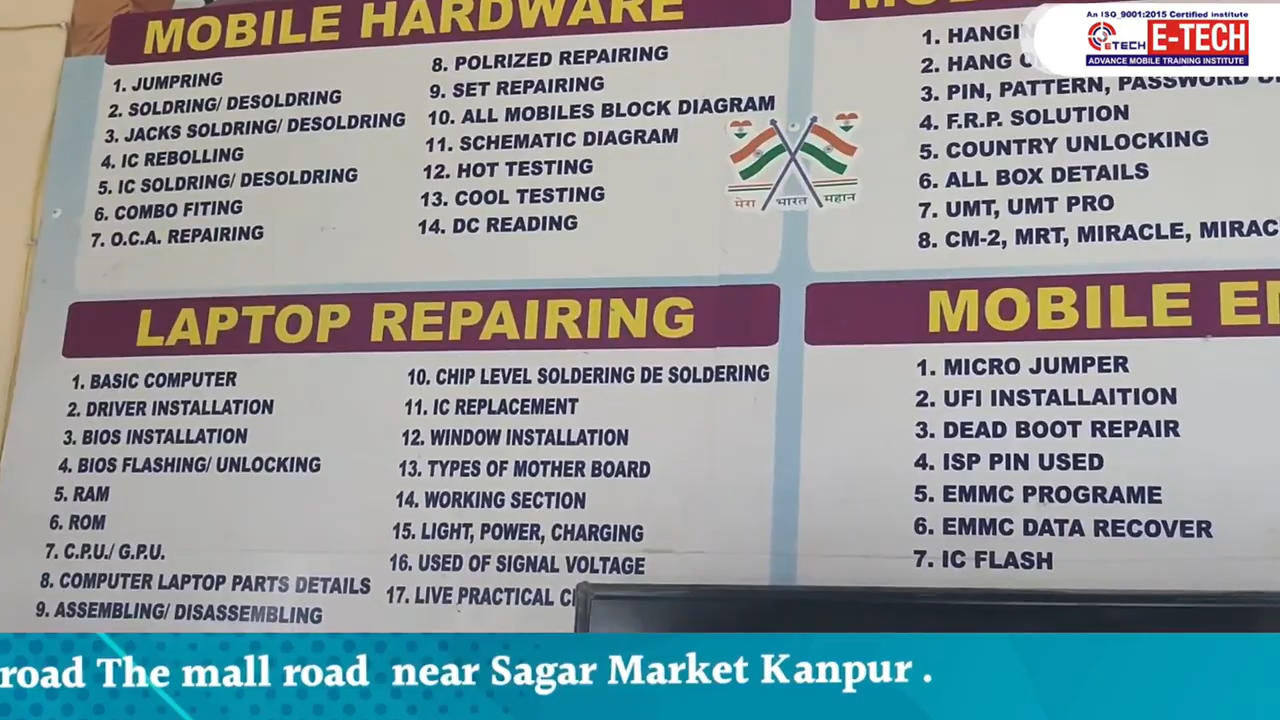 MOBILE HARDWARE
1. JUMPRING
2. SOLDRING/ DESOLDRING
3. JACKS SOLDRING/ DESOLDRING
4. IC REBOLLING
5. IC SOLDRING/ DESOLDRING
6. COMBO FITING
7. O.C.A. REPAIRING
8. POLRIZED REPAIRING
9. SET REPAIRING
10. ALL MOBILES BLOCK DIAGRAM
11. SCHEMATIC DIAGRAM
12. HOT TESTING
13. COOL TESTING
14. DC READING
मेरा भारत महान
1. HANGIN
2. HANG
3. PIN, PATTERN, PASSWORD
4. F.R.P. SOLUTION
5. COUNTRY UNLOCKING
6. ALL BOX DETAILS
7. UMT, UMT PRO
8. CM-2, MRT, MIRACLE, MIRAC
An ISO 9001:2015 Certified Institute
ETECH E-TECH
ADVANCE MOBILE TRAINING INSTITUTE
LAPTOP REPAIRING
1. BASIC COMPUTER
2. DRIVER INSTALLATION
3. BIOS INSTALLATION
4. BIOS FLASHING/ UNLOCKING
5. RAM
6. ROM
7. C.P.U./ G.P.U.
8. COMPUTER LAPTOP PARTS DETAILS
9. ASSEMBLING/ DISASSEMBLING
10. CHIP LEVEL SOLDERING DE SOLDERING
11. IC REPLACEMENT
12. WINDOW INSTALLATION
13. TYPES OF MOTHER BOARD
14. WORKING SECTION
15. LIGHT, POWER, CHARGING
16. USED OF SIGNAL VOLTAGE
17. LIVE PRACTICAL
MOBILE
1. MICRO JUMPER
2. UFI INSTALLAITION
3. DEAD BOOT REPAIR
4. ISP PIN USED
5. EMMC PROGRAME
6. EMMC DATA RECOVER
7. IC FLASH
road The mall road near Sagar Market Kanpur .